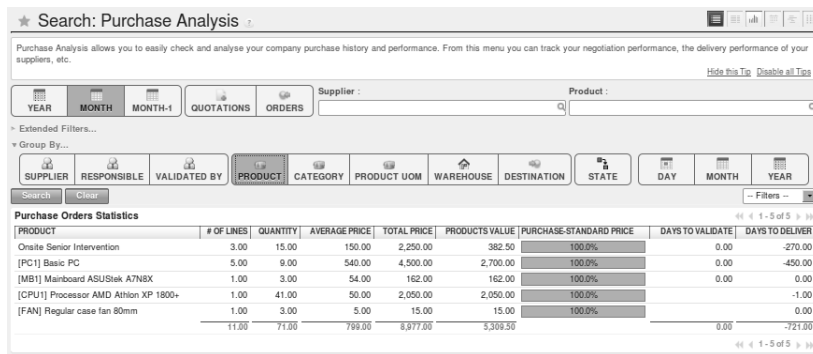 Search: Purchase Analysis ?
Purchase Analysis allows you to easily check and analyse your company purchase history and performance. From this menu you can track your negotiation performance, the delivery performance of your
suppliers, etc.
Hide this Tip Disable all Tips
Supplier : Product :
YEAR MONTH MONTH-1 QUOTATIONS ORDERS
Extended Filters...
Group By...
SUPPLIER RESPONSIBLE VALIDATED BY PRODUCT CATEGORY PRODUCT UOM WAREHOUSE DESTINATION STATE DAY MONTH YEAR
Search Clear -- Filters --
Purchase Orders Statistics 1 - 5 of 5
PRODUCT # OF LINES QUANTITY AVERAGE PRICE TOTAL PRICE PRODUCTS VALUE PURCHASE-STANDARD PRICE DAYS TO VALIDATE DAYS TO DELIVER
Onsite Senior Intervention 3.00 15.00 150.00 2,250.00 382.50 100.0% 0.00 -270.00
[PC1] Basic PC 5.00 9.00 540.00 4,500.00 2,700.00 100.0% 0.00 -450.00
[MB1] Mainboard ASUStek A7N8X 1.00 3.00 54.00 162.00 162.00 100.0% 0.00 0.00
[CPU1] Processor AMD Athlon XP 1800+ 1.00 41.00 50.00 2,050.00 2,050.00 100.0% -1.00
[FAN] Regular case fan 80mm 1.00 3.00 5.00 15.00 15.00 100.0% 0.00
11.00 71.00 799.00 8,977.00 5,309.50 0.00 -721.00
1 - 5 of 5